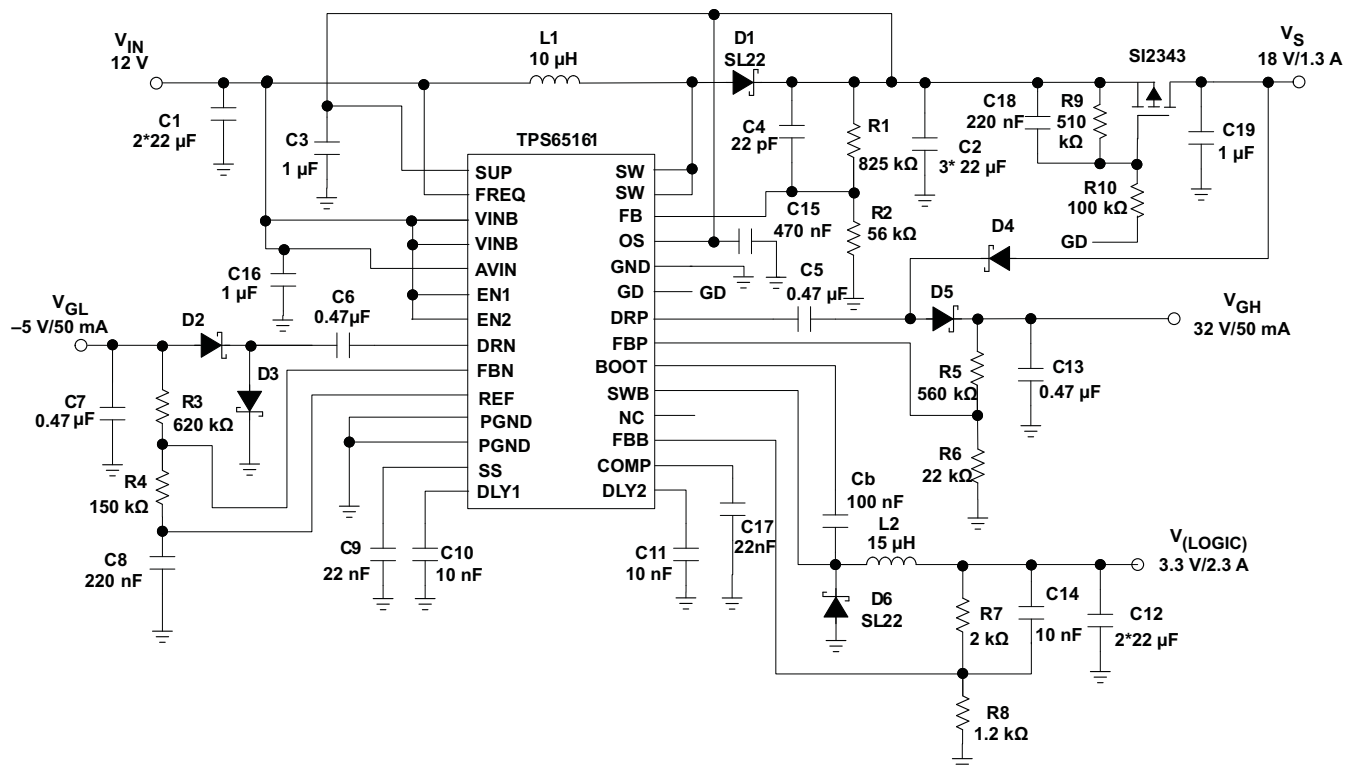 V_IN
12 V
L1
10 µH
D1
SL22
SI2343
V_S
18 V/1.3 A
C1
2*22 µF
C3
1 µF
C4
22 pF
R1
825 kΩ
C2
3* 22 µF
C18
220 nF
R9
510
kΩ
C19
1 µF
R10
100 kΩ
GD
TPS65161
SUP
FREQ
VINB
VINB
AVIN
EN1
EN2
DRN
FBN
REF
PGND
PGND
SS
DLY1
SW
SW
FB
OS
GND
GD
DRP
FBP
BOOT
SWB
NC
FBB
COMP
DLY2
GD
C15
470 nF
R2
56 kΩ
C5
0.47 µF
D4
D5
V_GH
32 V/50 mA
C16
1 µF
V_GL
–5 V/50 mA
D2
C6
0.47µF
D3
C7
0.47 µF
R3
620 kΩ
R4
150 kΩ
C8
220 nF
C9
22 nF
C10
10 nF
C11
10 nF
C17
22nF
R5
560 kΩ
C13
0.47 µF
R6
22 kΩ
Cb
100 nF
L2
15 µH
V_(LOGIC)
3.3 V/2.3 A
D6
SL22
R7
2 kΩ
C14
10 nF
C12
2*22 µF
R8
1.2 kΩ